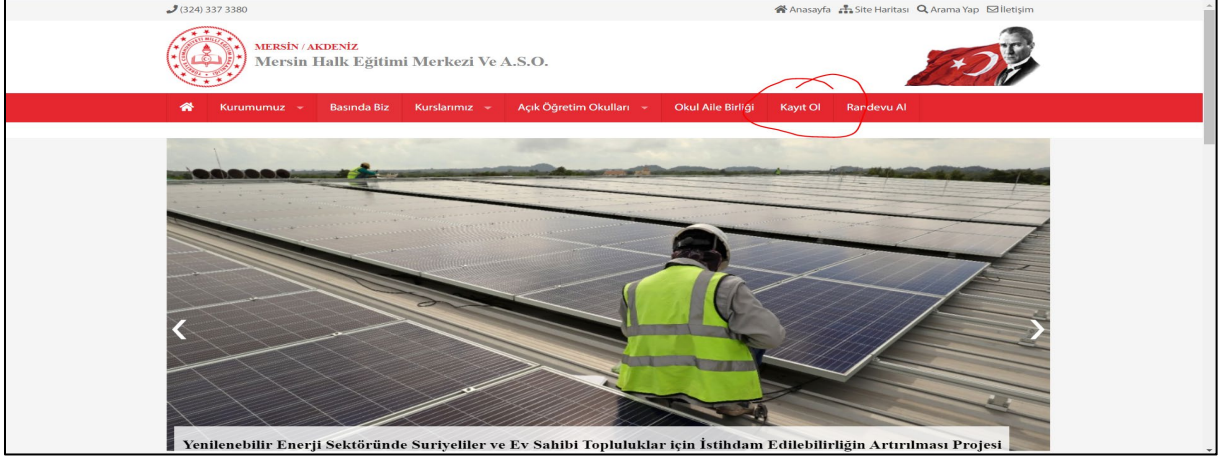 (324) 337 3380
Anasayfa Site Haritası Arama Yap İletişim
MERSİN / AKDENİZ
Mersin Halk Eğitimi Merkezi Ve A.S.O.
Kurumumuz Basında Biz Kurslarımız Açık Öğretim Okulları Okul Aile Birliği Kayıt Ol Randevu Al
Yenilenebilir Enerji Sektöründe Suriyeliler ve Ev Sahibi Topluluklar için İstihdam Edilebilirliğin Artırılması Projesi